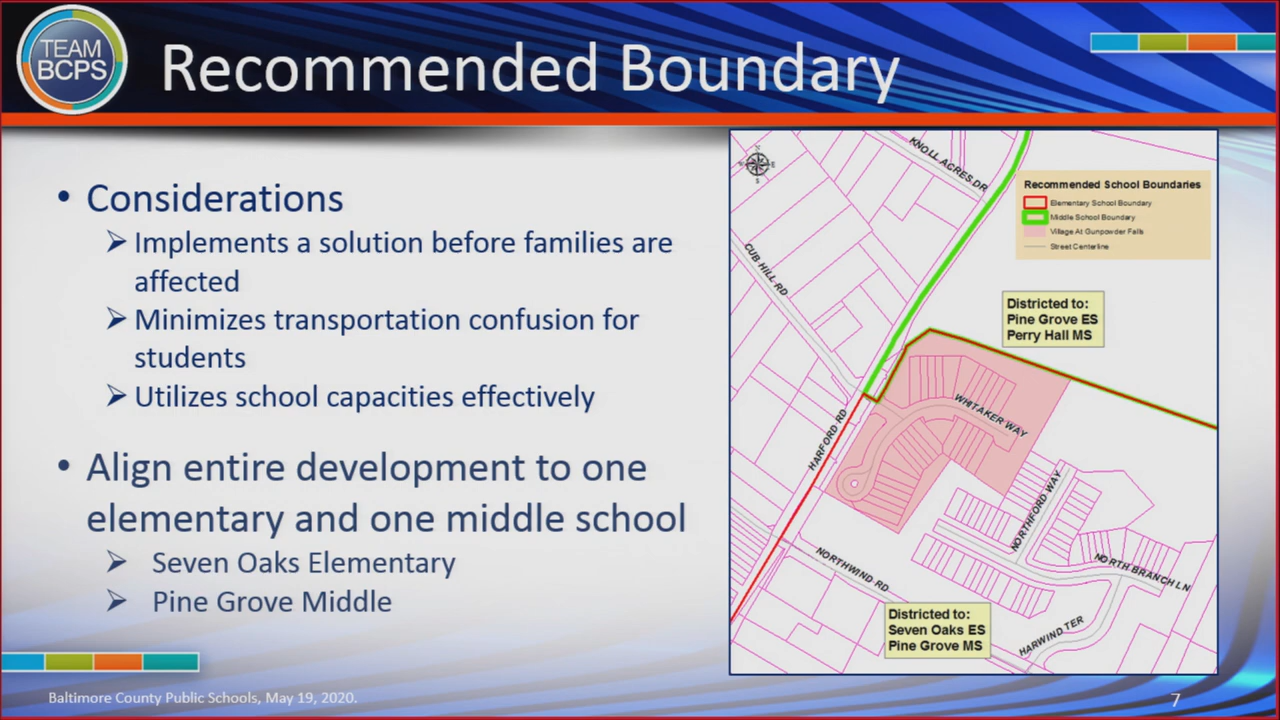 TEAM
BCPS
Recommended Boundary
• Considerations
➢ Implements a solution before families are
affected
➢ Minimizes transportation confusion for
students
➢ Utilizes school capacities effectively
• Align entire development to one
elementary and one middle school
➢ Seven Oaks Elementary
➢ Pine Grove Middle
KNOLL ACRES DR
Recommended School Boundaries
Elementary School Boundary
Middle School Boundary
Village At Gunpowder Falls
Street Centerline
CUB HILL RD
Districted to:
Pine Grove ES
Perry Hall MS
WHITAKER WAY
HARFORD RD
NORTHFORD WAY
NORTHWIND RD
NORTH BRANCH LN
Districted to:
Seven Oaks ES
Pine Grove MS
HARWIND TER
Baltimore County Public Schools, May 19, 2020.
7